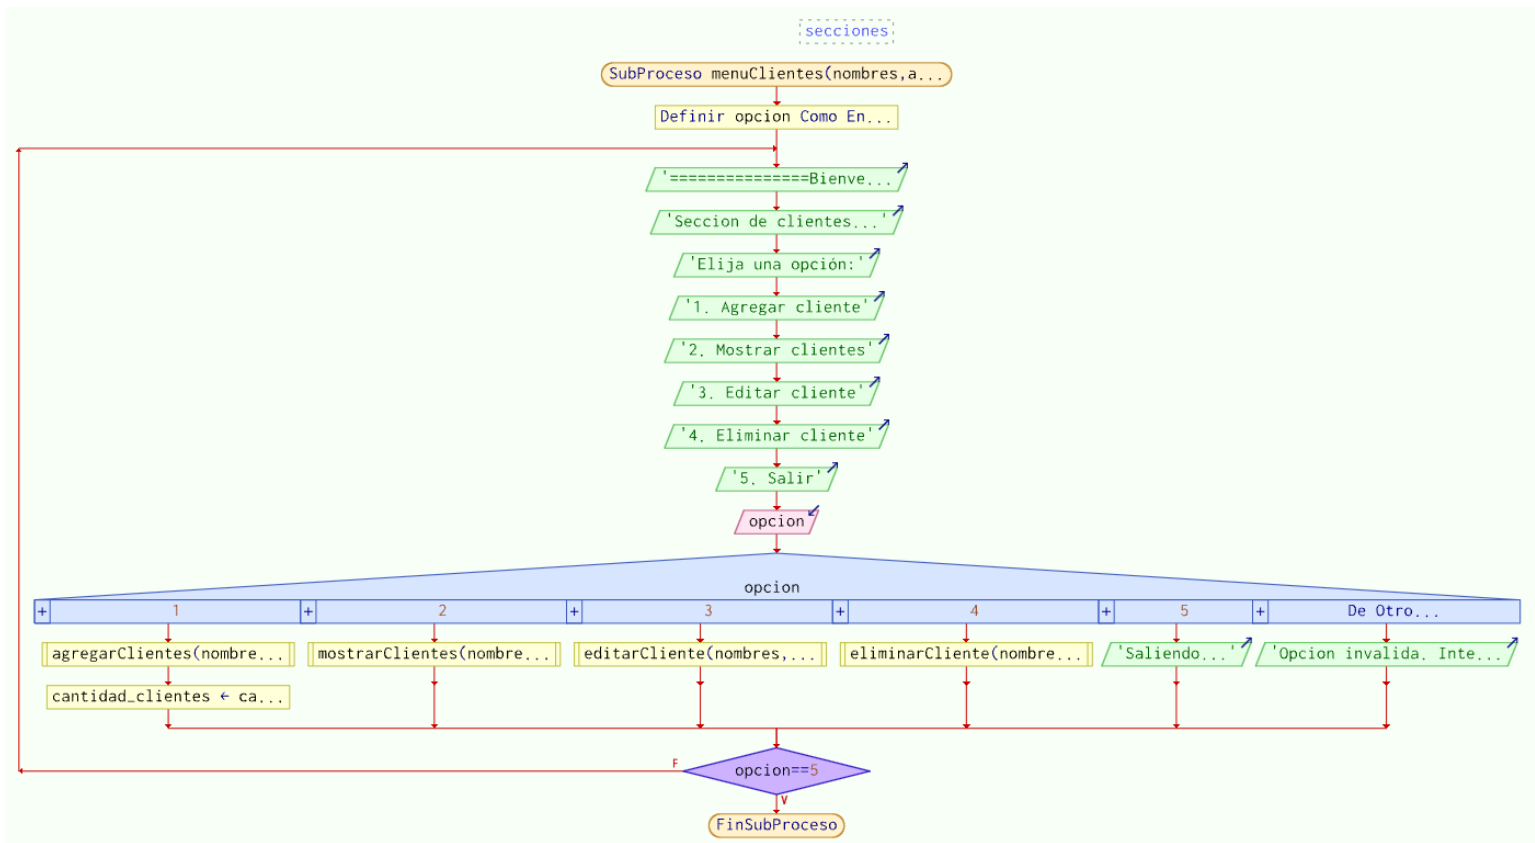 secciones
SubProceso menuClientes(nombres,a...
Definir opcion Como En...
'===============Bienve...
'Seccion de clientes...'
'Elija una opción:'
'1. Agregar cliente'
'2. Mostrar clientes'
'3. Editar cliente'
'4. Eliminar cliente'
'5. Salir'
opcion
opcion
+ 1 + 2 + 3 + 4 + 5 + De Otro...
agregarClientes(nombre... mostrarClientes(nombre... editarCliente(nombres,... eliminarCliente(nombre... 'Saliendo...' 'Opcion invalida. Inte...
cantidad_clientes ← ca...
F
opcion==5
V
FinSubProceso